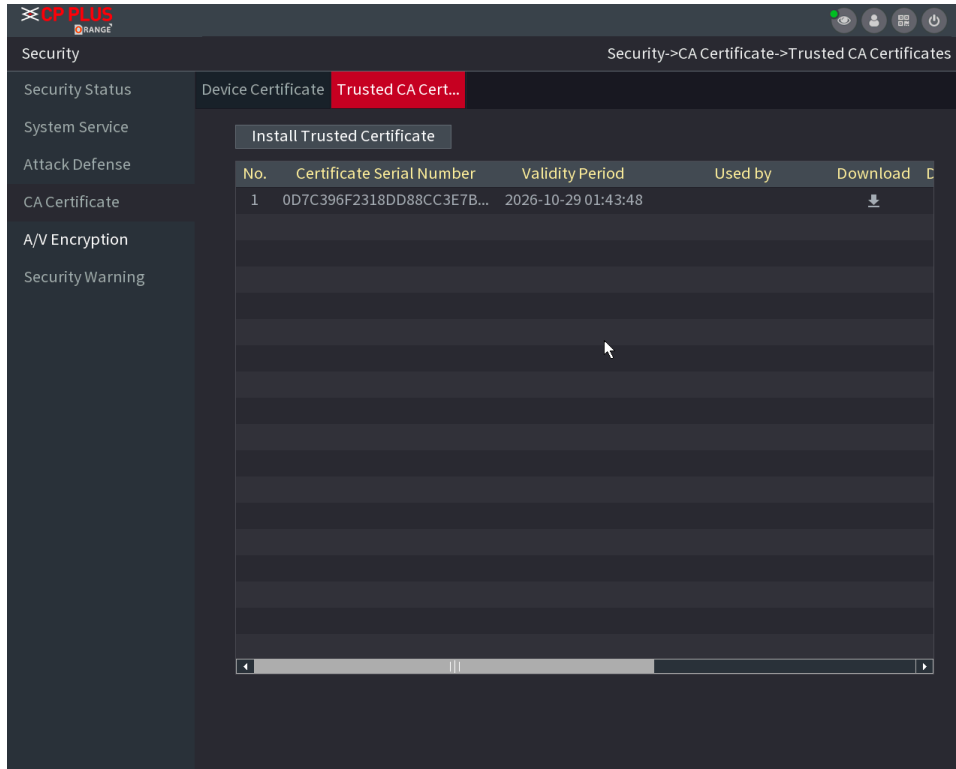 CP PLUS
ORANGE
Security
Security->CA Certificate->Trusted CA Certificates
Security Status
System Service
Attack Defense
CA Certificate
A/V Encryption
Security Warning
Device Certificate
Trusted CA Cert...
Install Trusted Certificate
No. Certificate Serial Number Validity Period Used by Download D
1 0D7C396F2318DD88CC3E7B... 2026-10-29 01:43:48